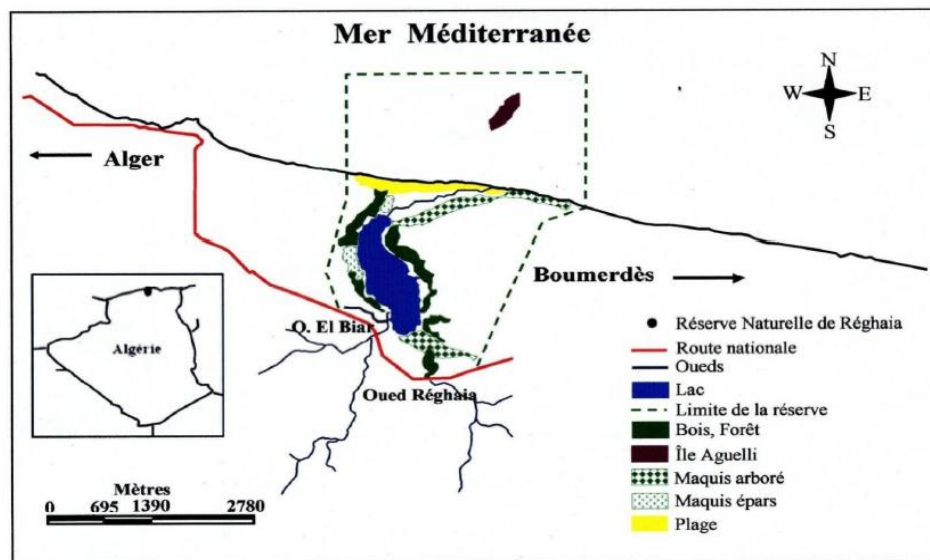 Mer Méditerranée
N
W E
S
Alger
Boumerdès
O. El Biar
Oued Réghaia
Algérie
Réserve Naturelle de Réghaia
Route nationale
Oueds
Lac
Limite de la réserve
Bois, Forêt
Île Aguelli
Maquis arboré
Maquis épars
Plage
Mètres
0 695 1390 2780